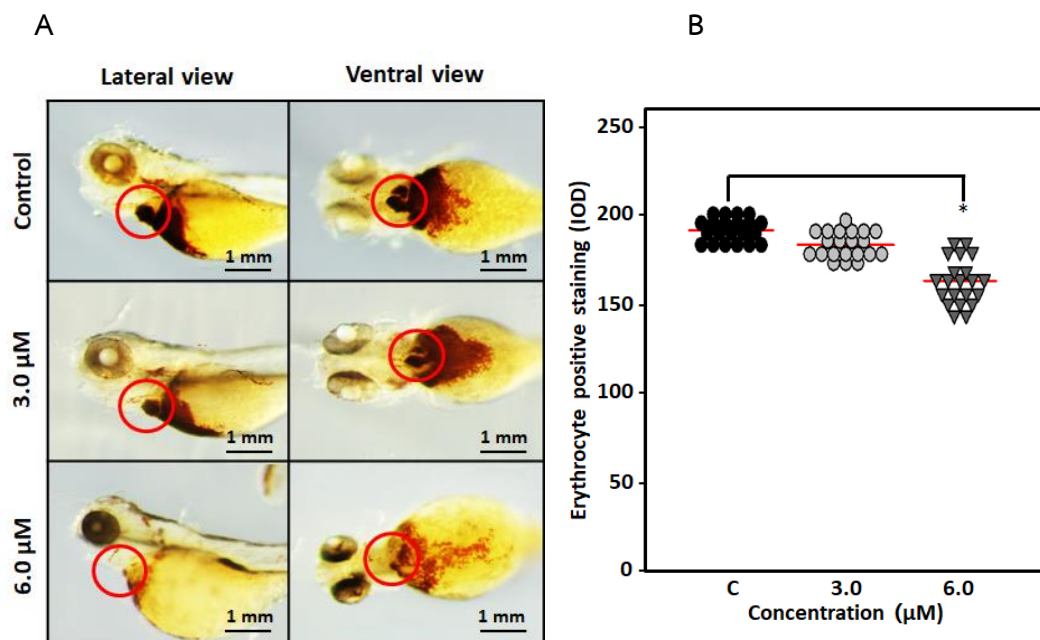 A
Lateral view
Ventral view
Control
1 mm
1 mm
3.0 µM
1 mm
1 mm
6.0 µM
1 mm
1 mm
B
Erythrocyte positive staining (IOD)
250
200
150
100
50
0
*
C
3.0
6.0
Concentration (µM)